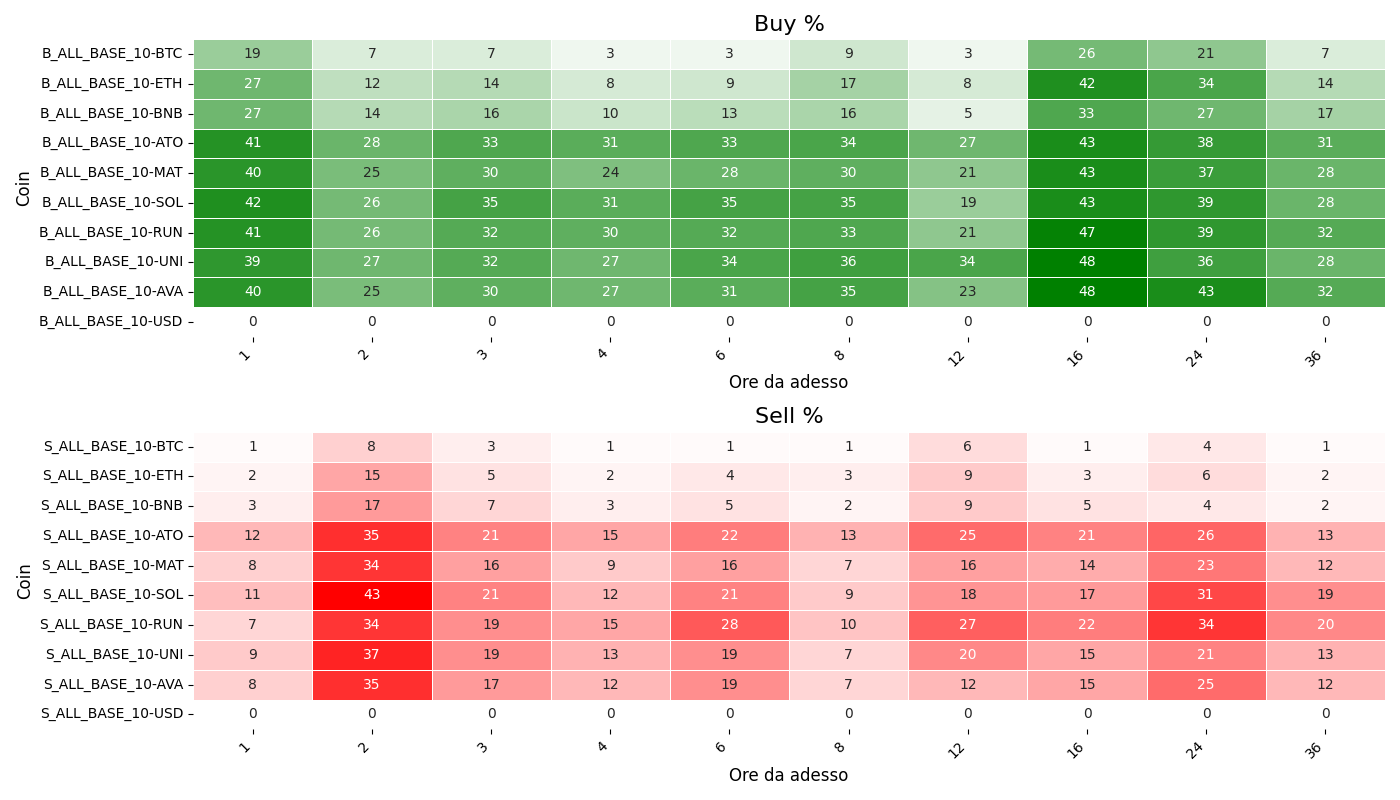 Buy %
Coin
B_ALL_BASE_10-BTC 19 7 7 3 3 9 3 26 21 7
B_ALL_BASE_10-ETH 27 12 14 8 9 17 8 42 34 14
B_ALL_BASE_10-BNB 27 14 16 10 13 16 5 33 27 17
B_ALL_BASE_10-ATO 41 28 33 31 33 34 27 43 38 31
B_ALL_BASE_10-MAT 40 25 30 24 28 30 21 43 37 28
B_ALL_BASE_10-SOL 42 26 35 31 35 35 19 43 39 28
B_ALL_BASE_10-RUN 41 26 32 30 32 33 21 47 39 32
B_ALL_BASE_10-UNI 39 27 32 27 34 36 34 48 36 28
B_ALL_BASE_10-AVA 40 25 30 27 31 35 23 48 43 32
B_ALL_BASE_10-USD 0 0 0 0 0 0 0 0 0 0
1 2 3 4 6 8 12 16 24 36
Ore da adesso
Sell %
Coin
S_ALL_BASE_10-BTC 1 8 3 1 1 1 6 1 4 1
S_ALL_BASE_10-ETH 2 15 5 2 4 3 9 3 6 2
S_ALL_BASE_10-BNB 3 17 7 3 5 2 9 5 4 2
S_ALL_BASE_10-ATO 12 35 21 15 22 13 25 21 26 13
S_ALL_BASE_10-MAT 8 34 16 9 16 7 16 14 23 12
S_ALL_BASE_10-SOL 11 43 21 12 21 9 18 17 31 19
S_ALL_BASE_10-RUN 7 34 19 15 28 10 27 22 34 20
S_ALL_BASE_10-UNI 9 37 19 13 19 7 20 15 21 13
S_ALL_BASE_10-AVA 8 35 17 12 19 7 12 15 25 12
S_ALL_BASE_10-USD 0 0 0 0 0 0 0 0 0 0
1 2 3 4 6 8 12 16 24 36
Ore da adesso